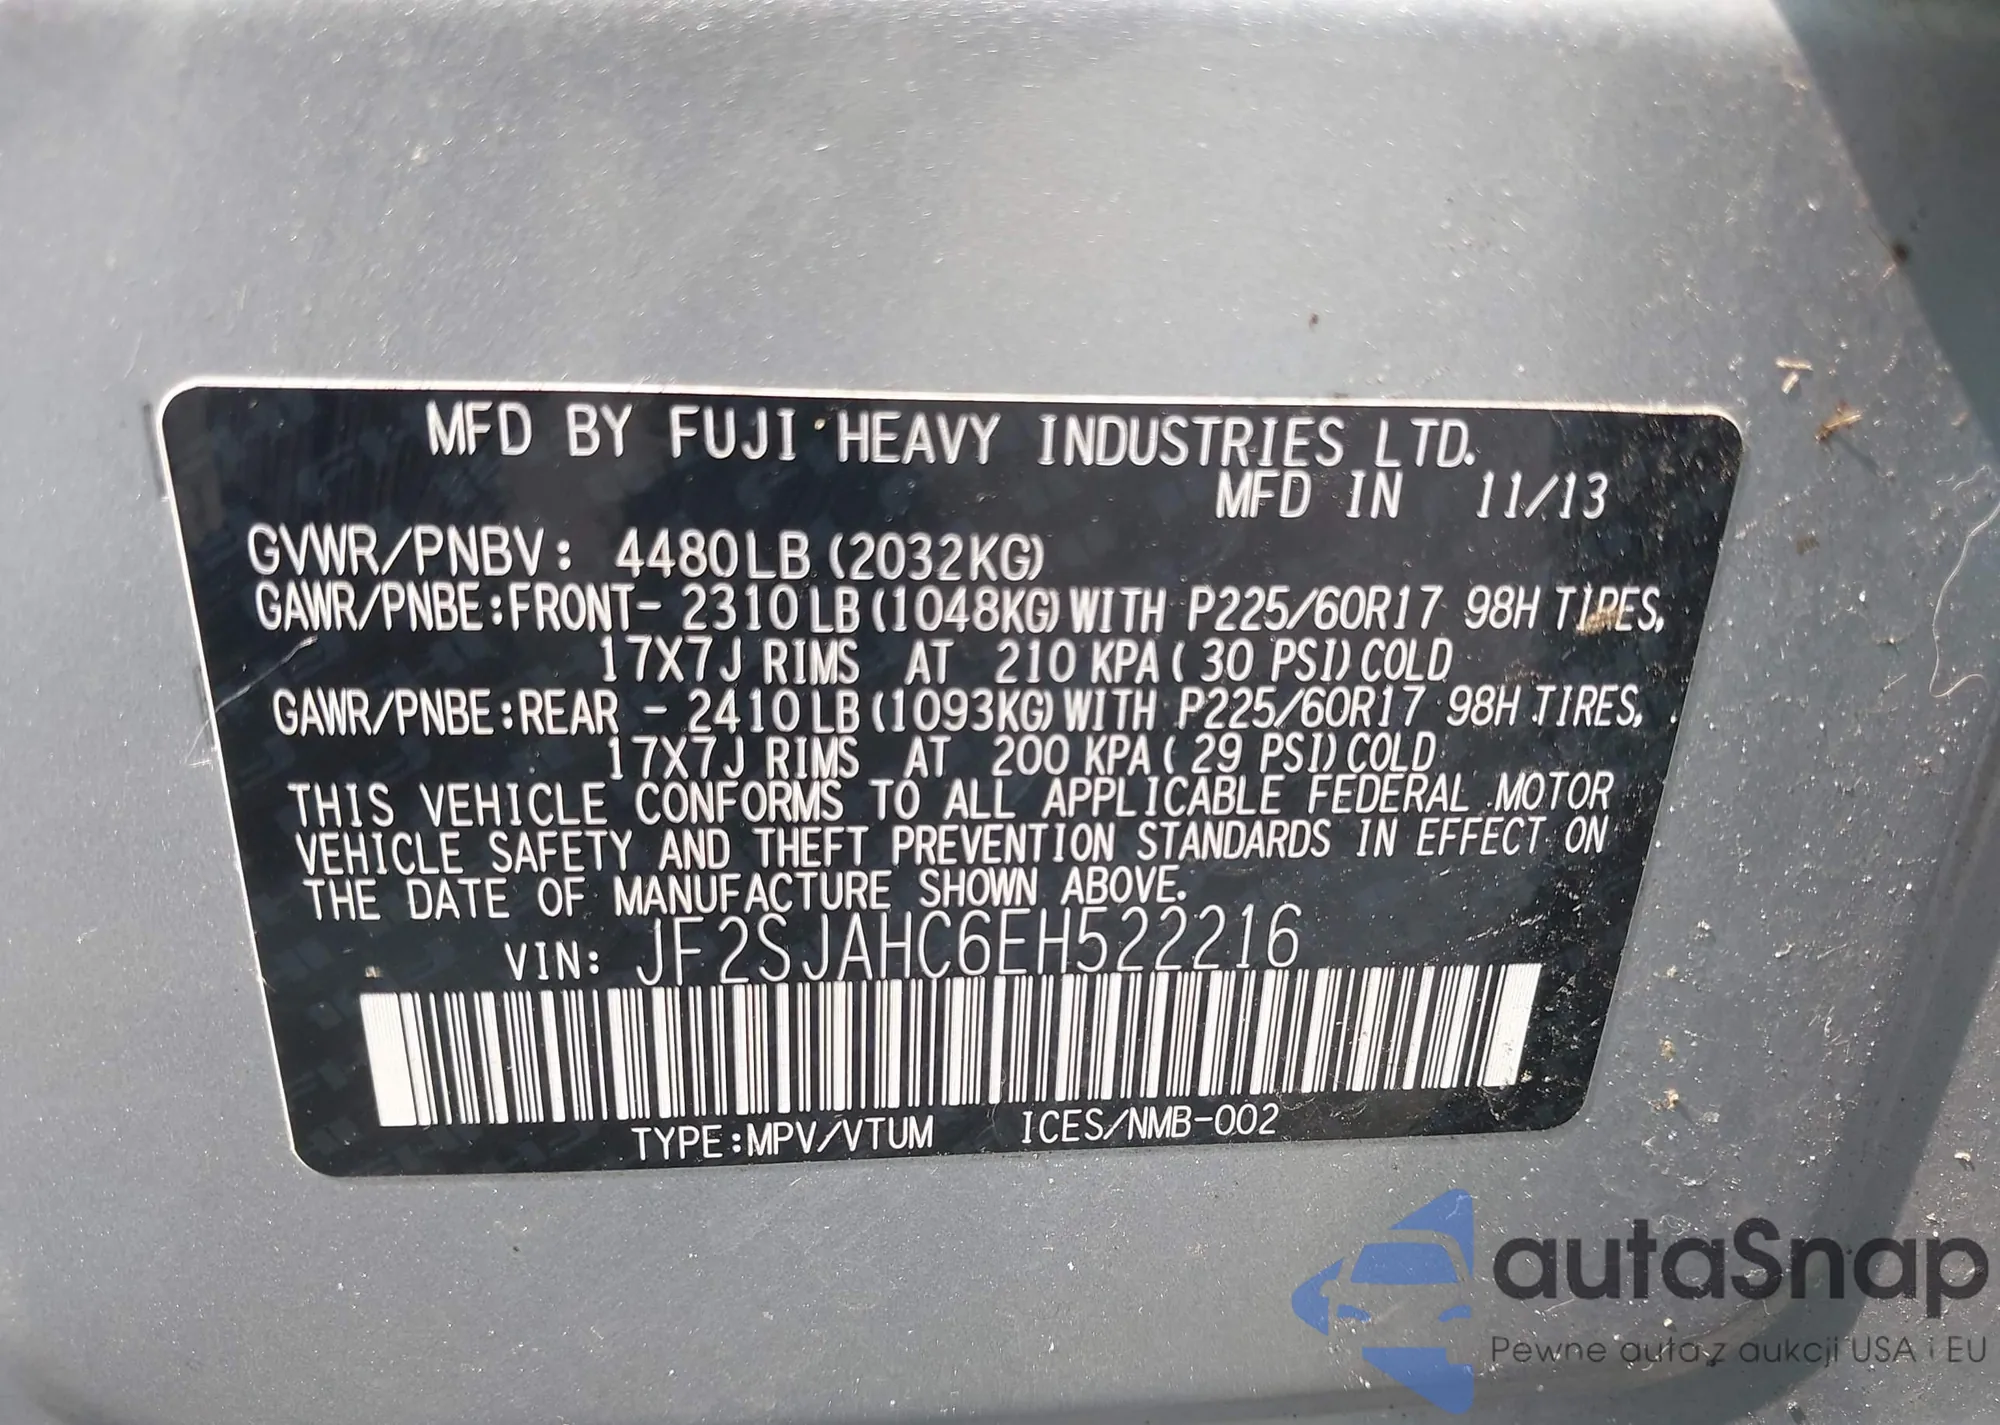 MFD BY FUJI HEAVY INDUSTRIES LTD.
MFD IN 11/13
GVWR/PNBV: 4480LB (2032KG)
GAWR/PNBE:FRONT- 2310LB(1048KG)WITH P225/60R17 98H TIRES,
17X7J RIMS AT 210 KPA( 30 PSI)COLD
GAWR/PNBE:REAR - 2410LB(1093KG)WITH P225/60R17 98H TIRES,
17X7J RIMS AT 200 KPA( 29 PSI)COLD
THIS VEHICLE CONFORMS TO ALL APPLICABLE FEDERAL MOTOR
VEHICLE SAFETY AND THEFT PREVENTION STANDARDS IN EFFECT ON
THE DATE OF MANUFACTURE SHOWN ABOVE.
VIN: JF2SJAHC6EH522216
TYPE:MPV/VTUM ICES/NMB-002
autaSnap
Pewne auta z aukcji USA i EU